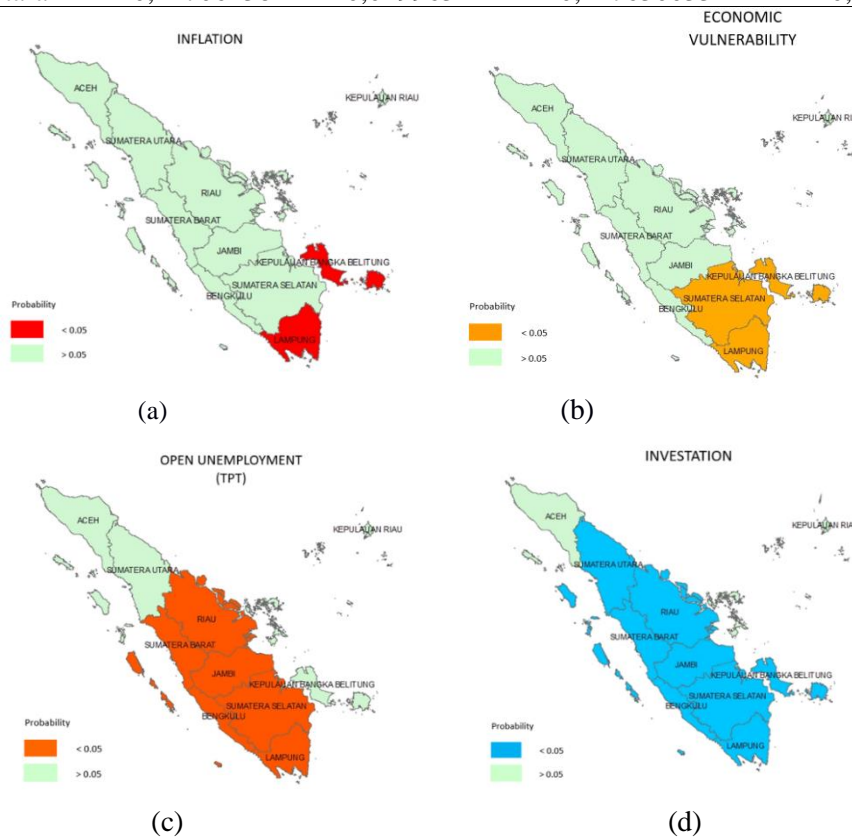 INFLATION
ACEH
KEPULAUAN RIAU
SUMATERA UTARA
RIAU
SUMATERA BARAT
JAMBI
KEPULAUAN BANGKA BELITUNG
SUMATERA SELATAN
BENGKULU
LAMPUNG
Probability
< 0.05
> 0.05
(a)
ECONOMIC
VULNERABILITY
ACEH
KEPULAUAN RI
SUMATERA UTARA
RIAU
SUMATERA BARAT
JAMBI
KEPULAUAN BANGKA BELITUNG
SUMATERA SELATAN
BENGKULU
LAMPUNG
Probability
< 0.05
> 0.05
(b)
OPEN UNEMPLOYMENT
(TPT)
ACEH
KEPULAUAN RIAU
SUMATERA UTARA
RIAU
SUMATERA BARAT
JAMBI
KEPULAUAN BANGKA BELITUNG
SUMATERA SELATAN
BENGKULU
LAMPUNG
Probability
< 0.05
> 0.05
(c)
INVESTATION
ACEH
KEPULAUAN RIAU
SUMATERA UTARA
RIAU
SUMATERA BARAT
JAMBI
KEPULAUAN BANGKA BELITUNG
SUMATERA SELATAN
BENGKULU
LAMPUNG
Probability
< 0.05
> 0.05
(d)